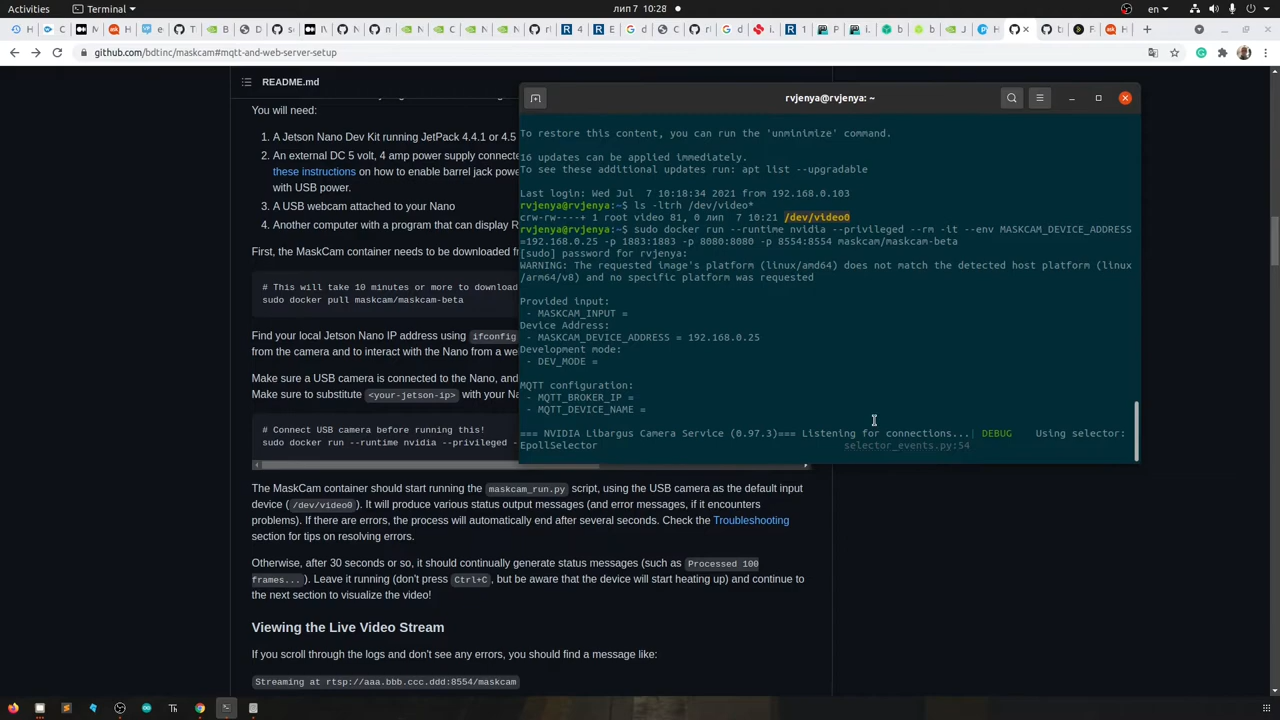 Activities
Terminal
лип 7 10:28
en
github.com/bdtinc/maskcam#mqtt-and-web-server-setup
README.md
You will need:
1. A Jetson Nano Dev Kit running JetPack 4.4.1 or 4.5
2. An external DC 5 volt, 4 amp power supply connecte
these instructions on how to enable barrel jack power
with USB power.
3. A USB webcam attached to your Nano
4. Another computer with a program that can display R
First, the MaskCam container needs to be downloaded f
# This will take 10 minutes or more to download
sudo docker pull maskcam/maskcam-beta
Find your local Jetson Nano IP address using ifconfig
from the camera and to interact with the Nano from a we
Make sure a USB camera is connected to the Nano, and
Make sure to substitute <your-jetson-ip> with your Na
# Connect USB camera before running this!
sudo docker run --runtime nvidia --privileged -
The MaskCam container should start running the maskcam_run.py script, using the USB camera as the default input
device ( /dev/video0 ). It will produce various status output messages (and error messages, if it encounters
problems). If there are errors, the process will automatically end after several seconds. Check the Troubleshooting
section for tips on resolving errors.
Otherwise, after 30 seconds or so, it should continually generate status messages (such as Processed 100
frames... ). Leave it running (don't press Ctrl+C , but be aware that the device will start heating up) and continue to
the next section to visualize the video!
Viewing the Live Video Stream
If you scroll through the logs and don't see any errors, you should find a message like:
Streaming at rtsp://aaa.bbb.ccc.ddd:8554/maskcam
rvjenya@rvjenya: ~
To restore this content, you can run the 'unminimize' command.
16 updates can be applied immediately.
To see these additional updates run: apt list --upgradable
Last login: Wed Jul  7 10:18:34 2021 from 192.168.0.103
rvjenya@rvjenya:~$ ls -ltrh /dev/video*
crw-rw----+ 1 root video 81, 0 лип  7 10:21 /dev/video0
rvjenya@rvjenya:~$ sudo docker run --runtime nvidia --privileged --rm -it --env MASKCAM_DEVICE_ADDRESS
=192.168.0.25 -p 1883:1883 -p 8080:8080 -p 8554:8554 maskcam/maskcam-beta
[sudo] password for rvjenya:
WARNING: The requested image's platform (linux/amd64) does not match the detected host platform (linux
/arm64/v8) and no specific platform was requested
Provided input:
- MASKCAM_INPUT =
Device Address:
- MASKCAM_DEVICE_ADDRESS = 192.168.0.25
Development mode:
- DEV_MODE =
MQTT configuration:
- MQTT_BROKER_IP =
- MQTT_DEVICE_NAME =
=== NVIDIA Libargus Camera Service (0.97.3)=== Listening for connections...| DEBUG    Using selector:
EpollSelector selector_events.py:54